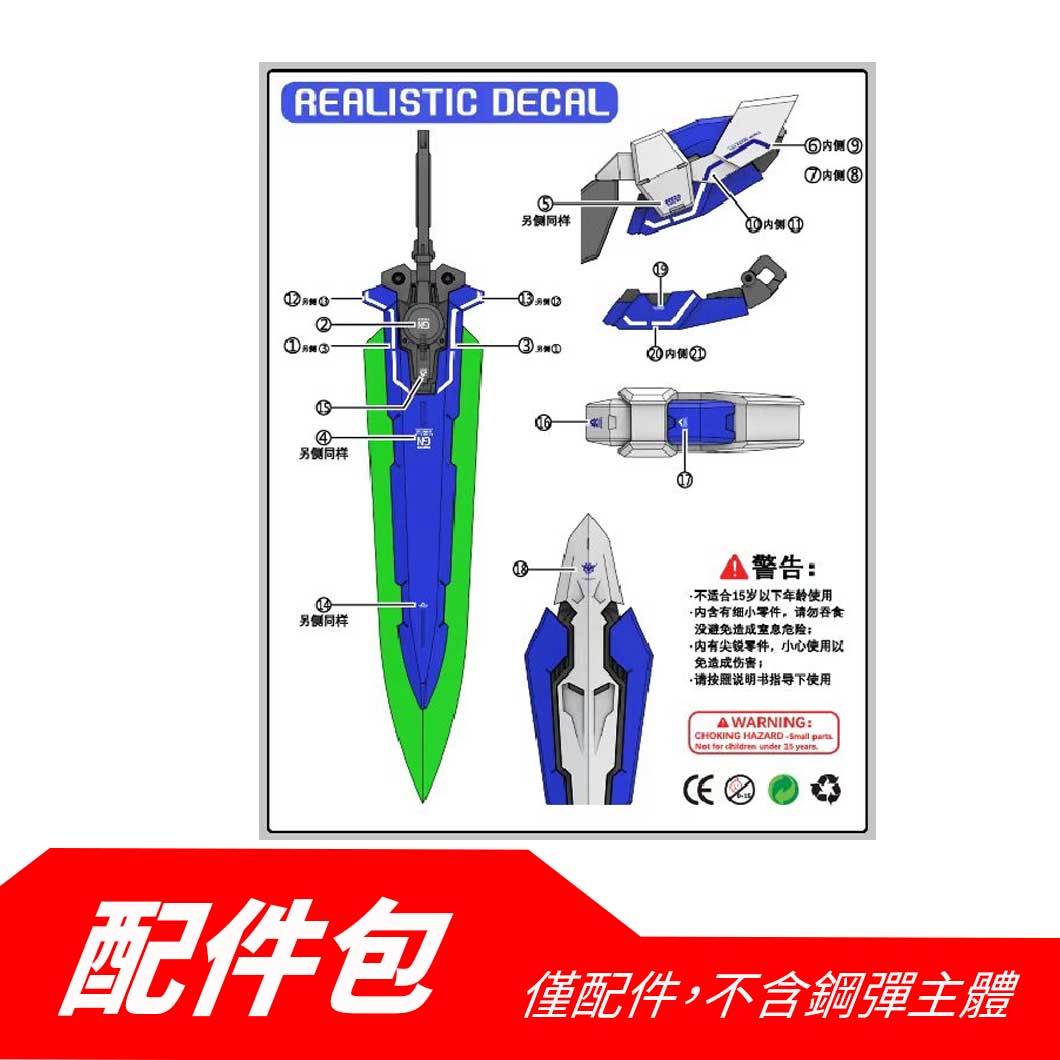 REALISTIC DECAL
⑥内侧⑨
⑦内侧⑧
⑤
另侧同样
⑩内侧⑪
⑲
⑫另侧⑬
⑬另侧⑫
②
GN
①另侧③
③另侧①
⑳内侧㉑
⑮
④
另侧同样
GN
⑯
⑰
⑱
⑭
另侧同样
警告:
·不适合15岁以下年龄使用
·内含有细小零件，请勿吞食
没避免造成窒息危险;
·内有尖锐零件，小心使用以
免造成伤害;
·请按照说明书指导下使用
WARNING:
CHOKING HAZARD -Small parts.
Not for children under 15 years.
CE
0-15
配件包
僅配件，不含鋼彈主體